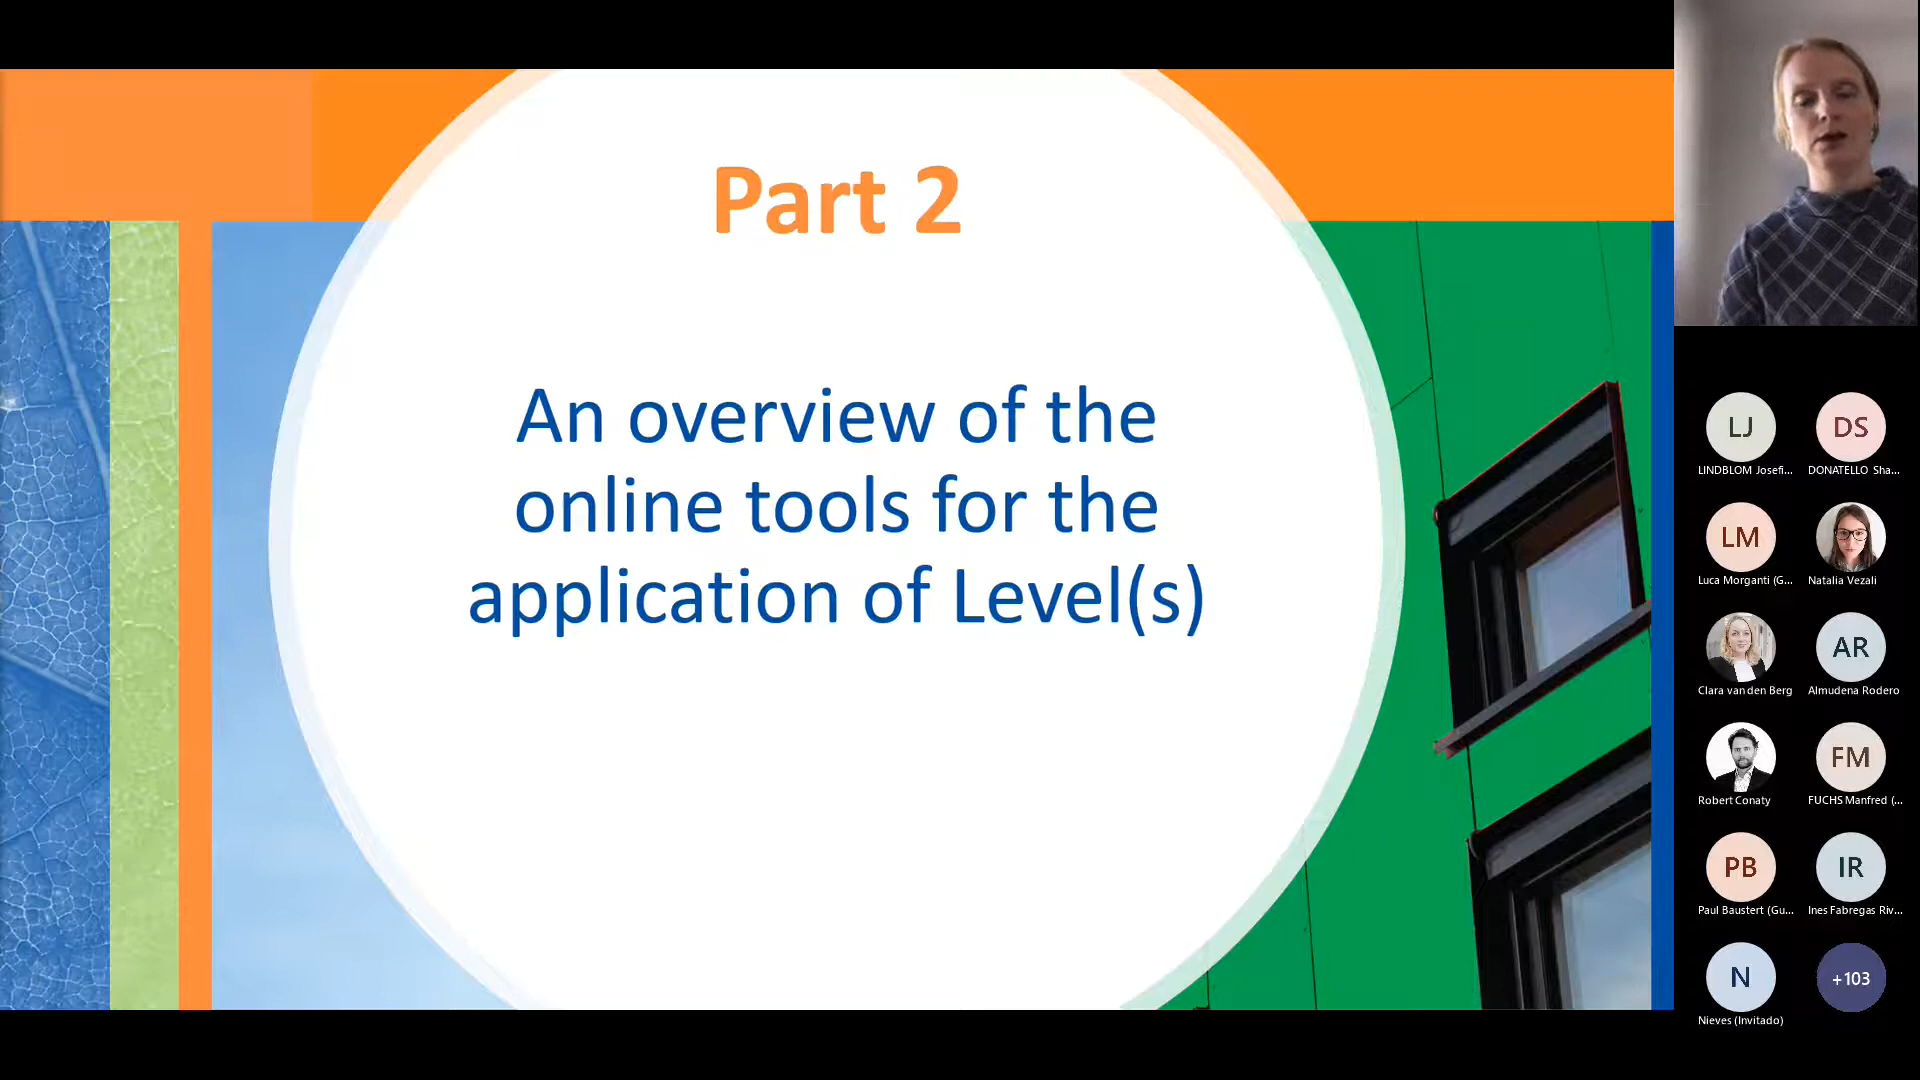 Part 2
An overview of the
online tools for the
application of Level(s)
LJ
DS
LINDBLOM Josefi...
DONATELLO Sha...
LM
Luca Morganti (G...
Natalia Vezali
AR
Clara van den Berg
Almudena Rodero
FM
Robert Conaty
FUCHS Manfred (...
PB
IR
Paul Baustert (Gu...
Ines Fabregas Riv...
N
+103
Nieves (Invitado)